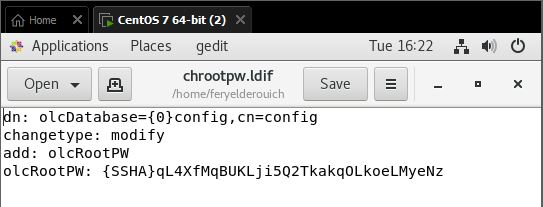 Home
CentOS 7 64-bit (2)
Applications Places gedit Tue 16:22
Open chrootpw.ldif Save
/home/feryelderouich
dn: olcDatabase={0}config,cn=config
changetype: modify
add: olcRootPW
olcRootPW: {SSHA}qL4XfMqBUKLji5Q2TkakqOLkoeLMyeNz